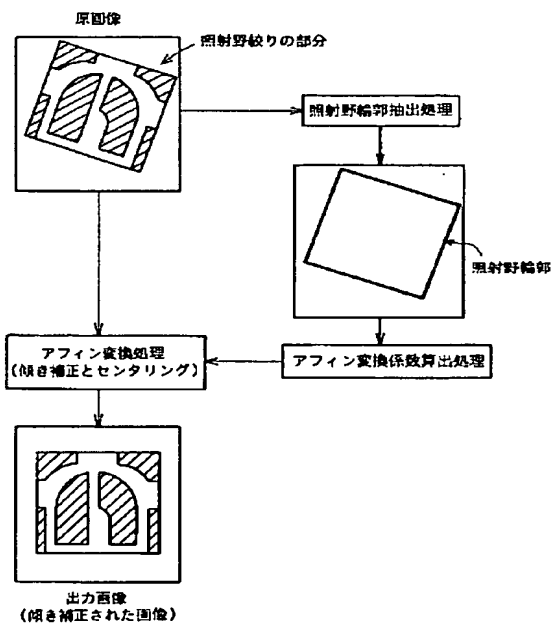 原画像
照射野絞りの部分
照射野輪郭抽出処理
照射野輪郭
アフィン変換処理
(傾き補正とセンタリング)
アフィン変換係数算出処理
出力画像
(傾き補正された画像)